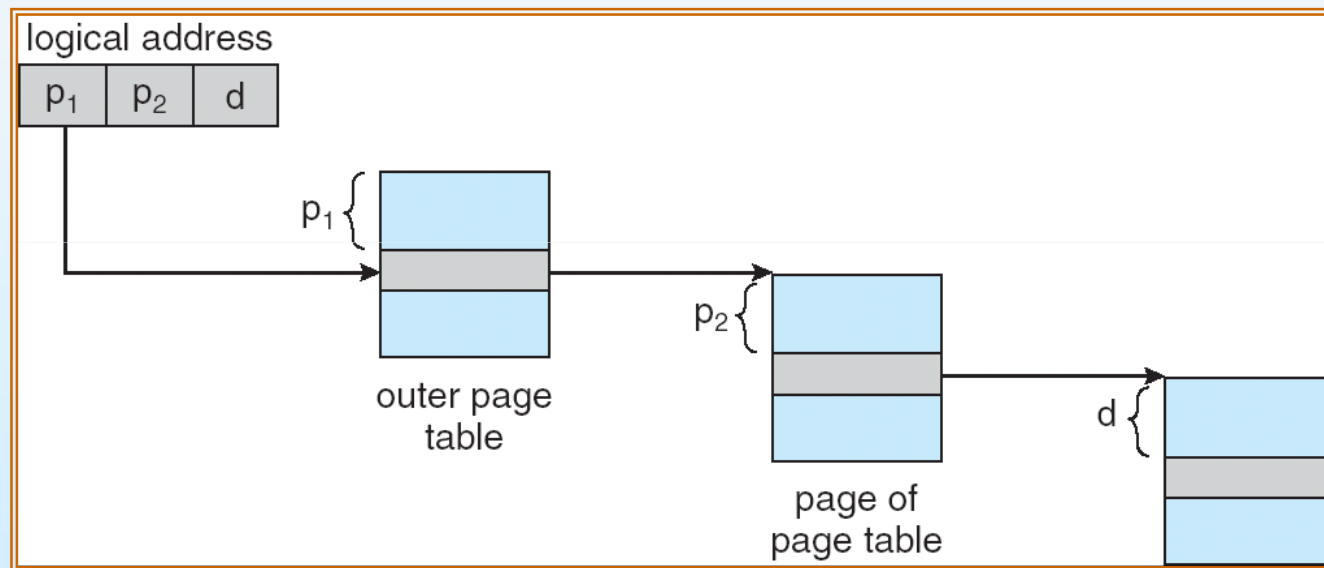 logical address
p₁ p₂ d
p₁
p₂
d
outer page
table
page of
page table